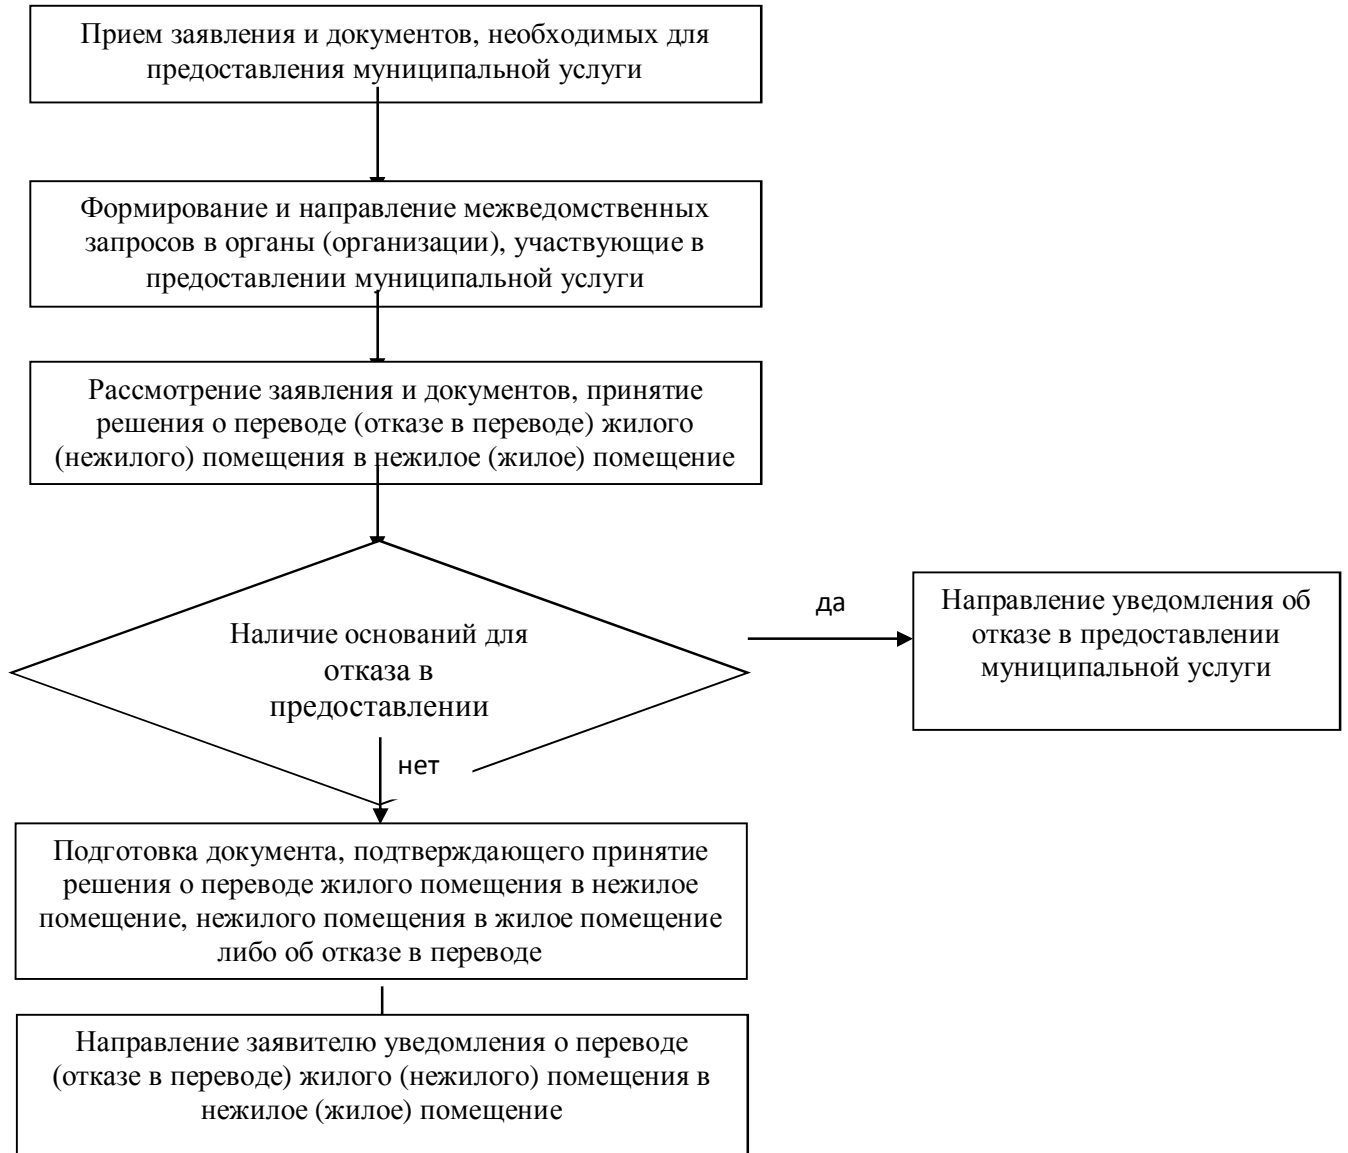 Прием заявления и документов, необходимых для
предоставления муниципальной услуги
Формирование и направление межведомственных
запросов в органы (организации), участвующие в
предоставлении муниципальной услуги
Рассмотрение заявления и документов, принятие
решения о переводе (отказе в переводе) жилого
(нежилого) помещения в нежилое (жилое) помещение
Наличие оснований для
отказа в
предоставлении
да
Направление уведомления об
отказе в предоставлении
муниципальной услуги
нет
Подготовка документа, подтверждающего принятие
решения о переводе жилого помещения в нежилое
помещение, нежилого помещения в жилое помещение
либо об отказе в переводе
Направление заявителю уведомления о переводе
(отказе в переводе) жилого (нежилого) помещения в
нежилое (жилое) помещение